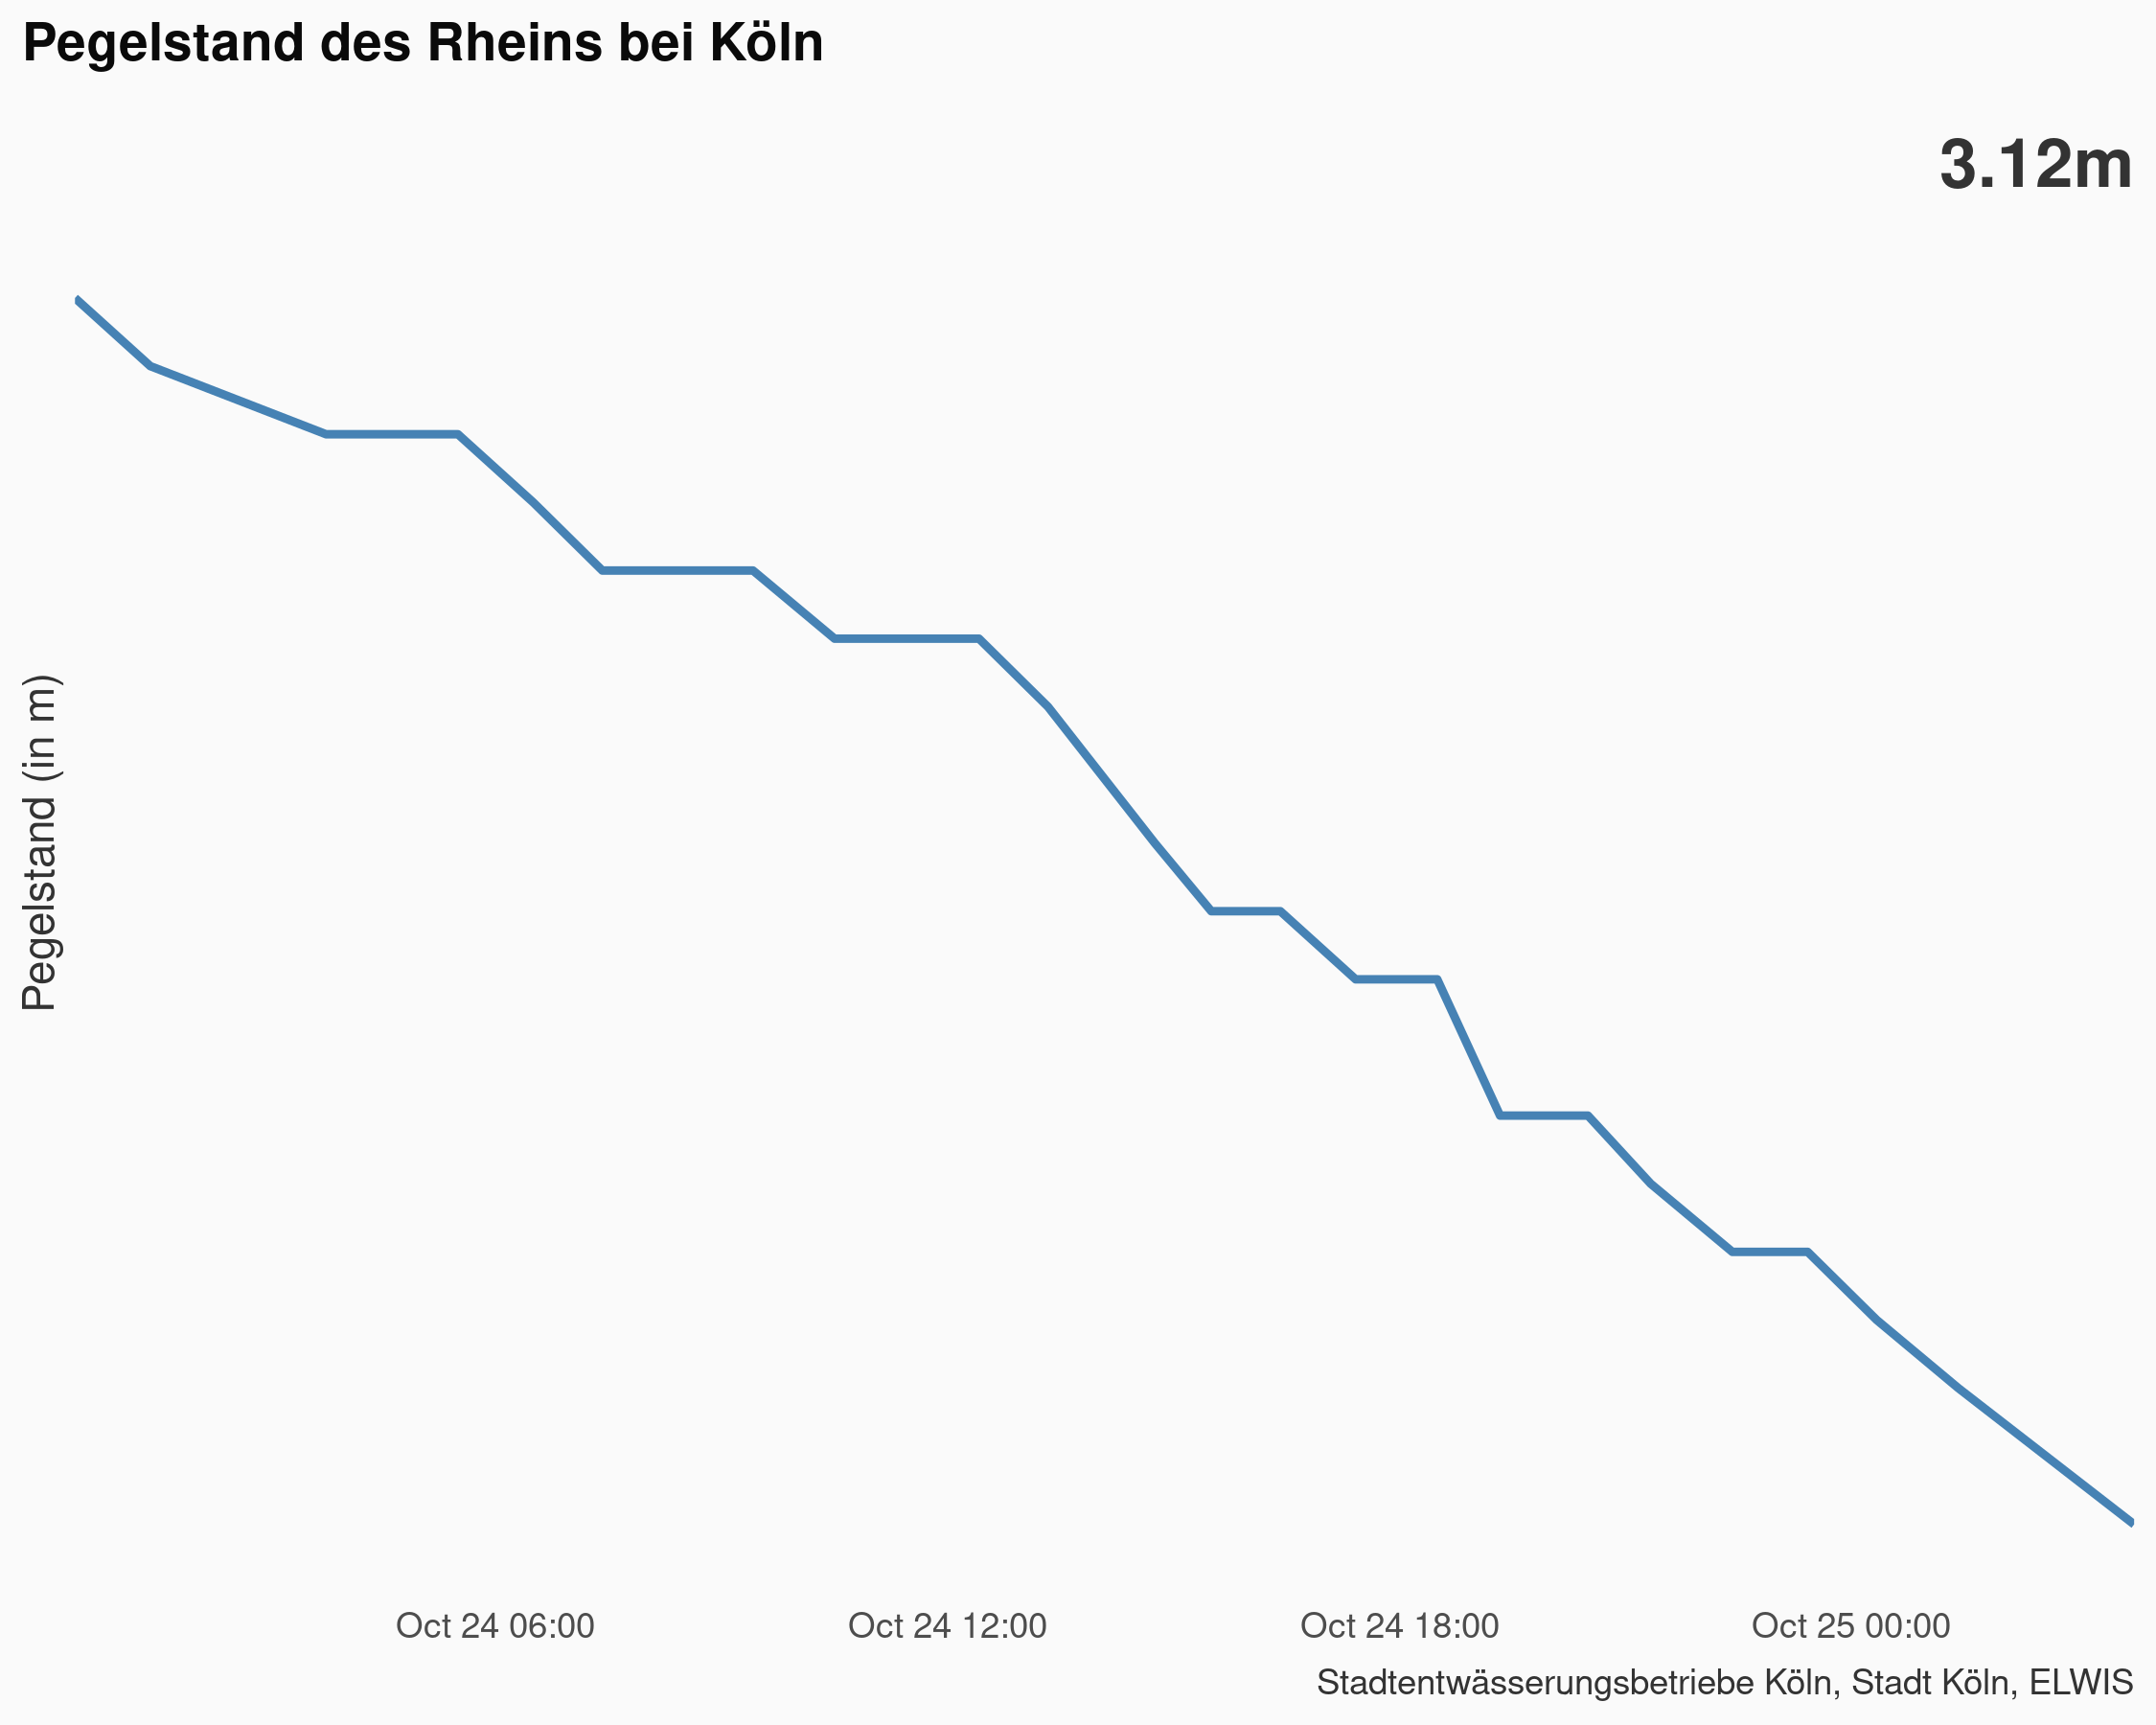 Pegelstand des Rheins bei Köln
3.12m
Pegelstand (in m)
Oct 24 06:00 Oct 24 12:00 Oct 24 18:00 Oct 25 00:00
Stadtentwässerungsbetriebe Köln, Stadt Köln, ELWIS